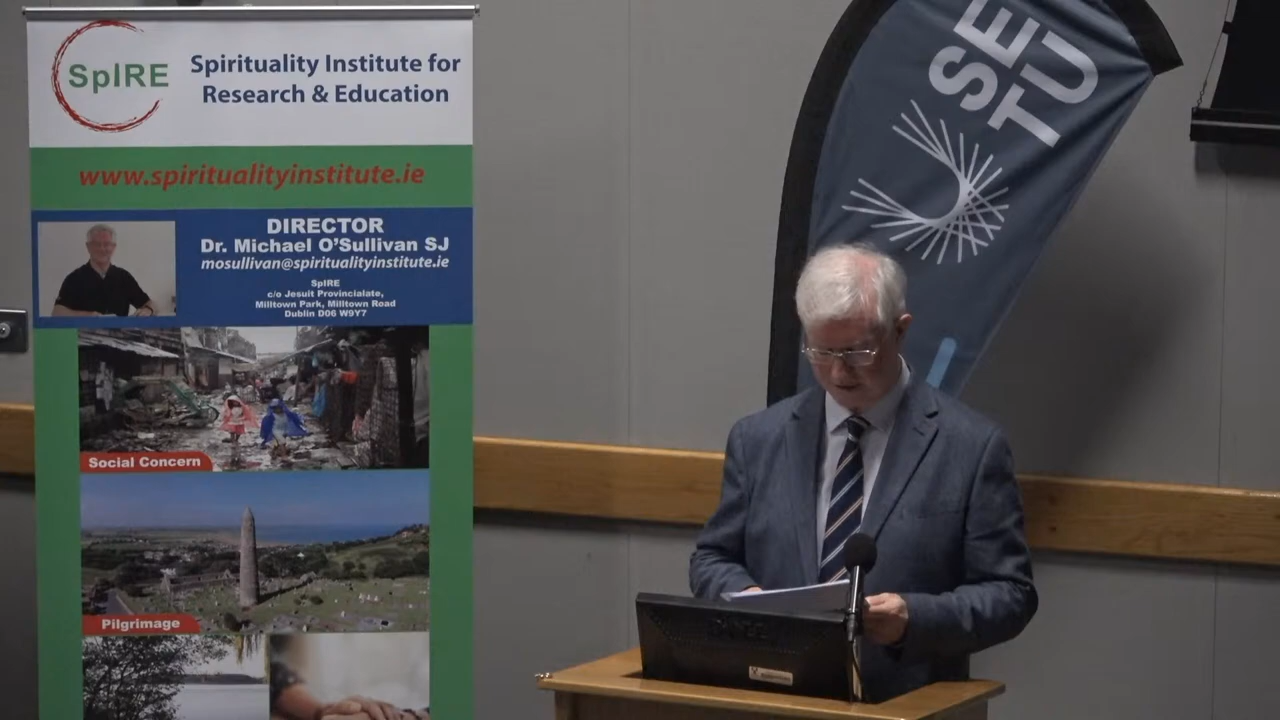 SpIRE
Spirituality Institute for
Research & Education
www.spiritualityinstitute.ie
DIRECTOR
Dr. Michael O'Sullivan SJ
mosullivan@spiritualityinstitute.ie
SpIRE
c/o Jesuit Provincialate,
Milltown Park, Milltown Road
Dublin D06 W9Y7
Social Concern
Pilgrimage
SE
TU